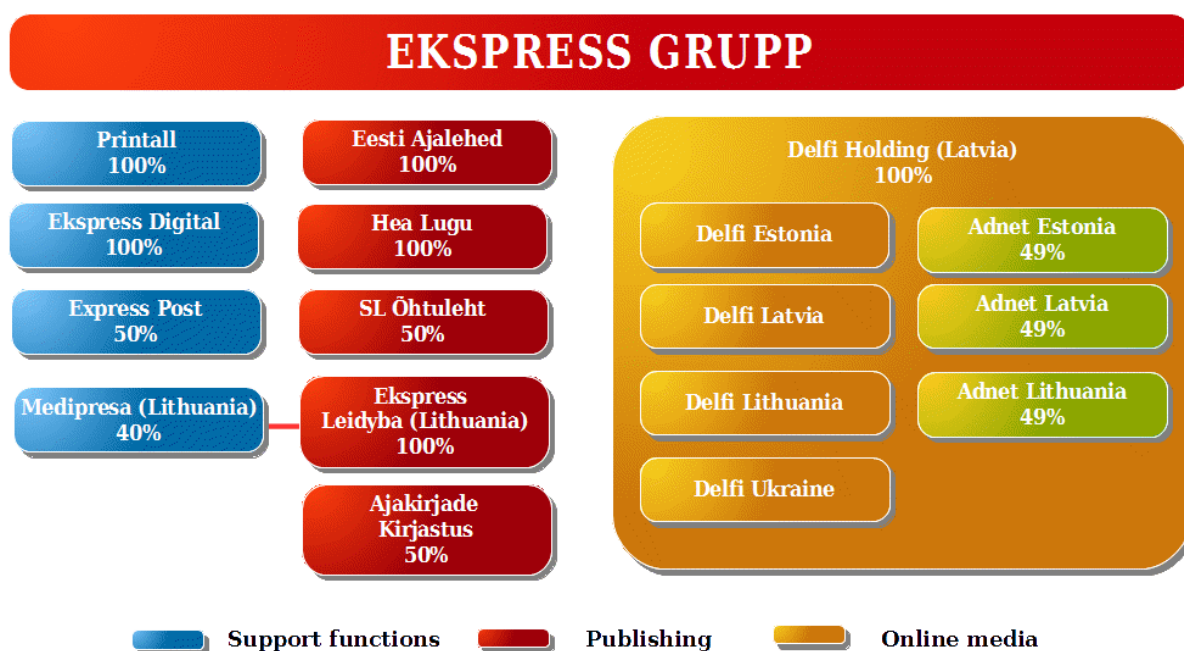 EKSPRESS GRUPP
Printall
100%
Ekspress Digital
100%
Express Post
50%
Medipresa (Lithuania)
40%
Eesti Ajalehed
100%
Hea Lugu
100%
SL Õhtuleht
50%
Ekspress
Leidyba (Lithuania)
100%
Ajakirjade
Kirjastus
50%
Delfi Holding (Latvia)
100%
Delfi Estonia
Delfi Latvia
Delfi Lithuania
Delfi Ukraine
Adnet Estonia
49%
Adnet Latvia
49%
Adnet Lithuania
49%
Support functions
Publishing
Online media